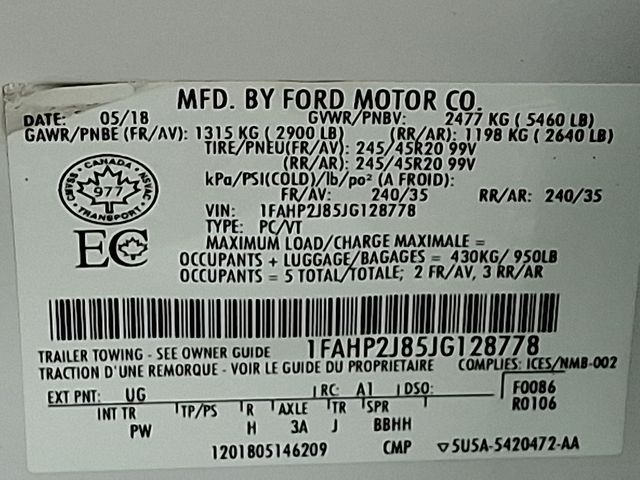 MFD. BY FORD MOTOR CO.
DATE: 05/18 GVWR/PNBV: 2477 KG ( 5460 LB)
GAWR/PNBE (FR/AV): 1315 KG ( 2900 LB) (RR/AR): 1198 KG ( 2640 LB)
TIRE/PNEU(FR/AV): 245/45R20 99V
(RR/AR): 245/45R20 99V
kPa/PSI(COLD)/lb/po² (A FROID):
FR/AV: 240/35 RR/AR: 240/35
CANADA
977
TRANSPORT
VIN: 1FAHP2J85JG128778
TYPE: PC/VT
EC
MAXIMUM LOAD/CHARGE MAXIMALE =
OCCUPANTS + LUGGAGE/BAGAGES = 430KG/ 950LB
OCCUPANTS = 5 TOTAL/TOTALE; 2 FR/AV, 3 RR/AR
1FAHP2J85JG128778
TRAILER TOWING - SEE OWNER GUIDE
TRACTION D'UNE REMORQUE - VOIR LE GUIDE DU PROPRIETAIRE COMPLIES: ICES/NMB-002
EXT PNT: UG RC: A1 DSO: F0086
INT TR TP/PS R AXLE TR SPR R0106
PW H 3A J BBHH
1201805146209 CMP ▽5U5A-5420472-AA